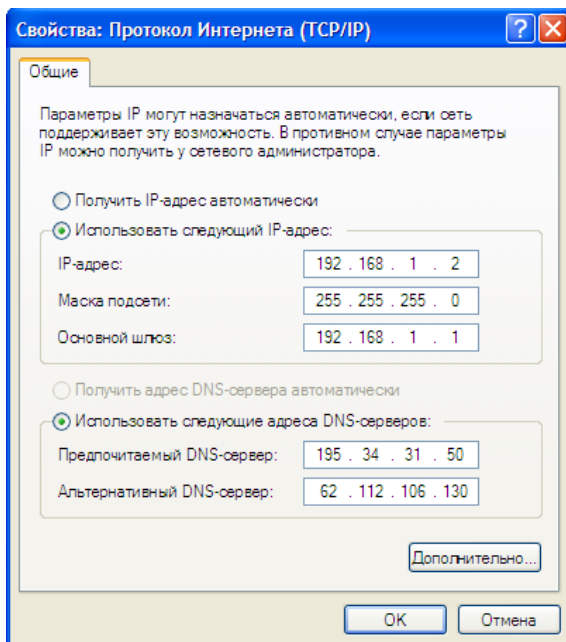 Свойства: Протокол Интернета (TCP/IP)
Общие
Параметры IP могут назначаться автоматически, если сеть
поддерживает эту возможность. В противном случае параметры
IP можно получить у сетевого администратора.
Получить IP-адрес автоматически
Использовать следующий IP-адрес:
IP-адрес: 192 . 168 . 1 . 2
Маска подсети: 255 . 255 . 255 . 0
Основной шлюз: 192 . 168 . 1 . 1
Получить адрес DNS-сервера автоматически
Использовать следующие адреса DNS-серверов:
Предпочитаемый DNS-сервер: 195 . 34 . 31 . 50
Альтернативный DNS-сервер: 62 . 112 . 106 . 130
Дополнительно...
OK Отмена